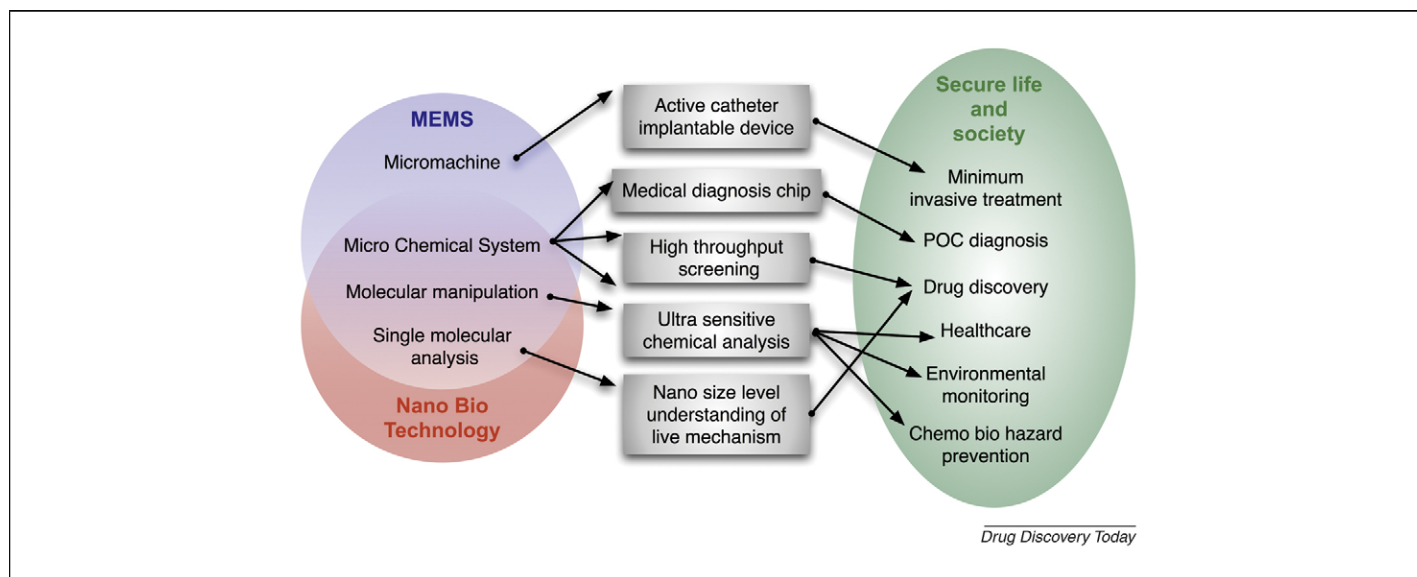 MEMS
Micromachine
Micro Chemical System
Molecular manipulation
Single molecular
analysis
Nano Bio
Technology
Active catheter
implantable device
Medical diagnosis chip
High throughput
screening
Ultra sensitive
chemical analysis
Nano size level
understanding of
live mechanism
Secure life
and
society
Minimum
invasive treatment
POC diagnosis
Drug discovery
Healthcare
Environmental
monitoring
Chemo bio hazard
prevention
Drug Discovery Today